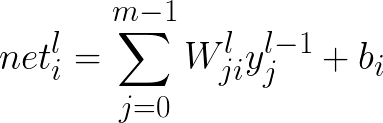 net_i^l = \sum_{j=0}^{m-1} W_{ji}^l y_j^{l-1} + b_i